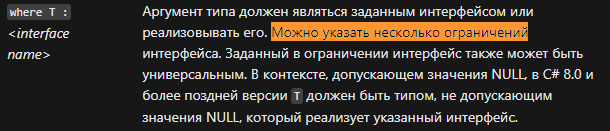 where T :
<interface
name>
Аргумент типа должен являться заданным интерфейсом или
реализовывать его. Можно указать несколько ограничений
интерфейса. Заданный в ограничении интерфейс также может быть
универсальным. В контексте, допускающем значения NULL, в C# 8.0 и
более поздней версии T должен быть типом, не допускающим
значения NULL, который реализует указанный интерфейс.